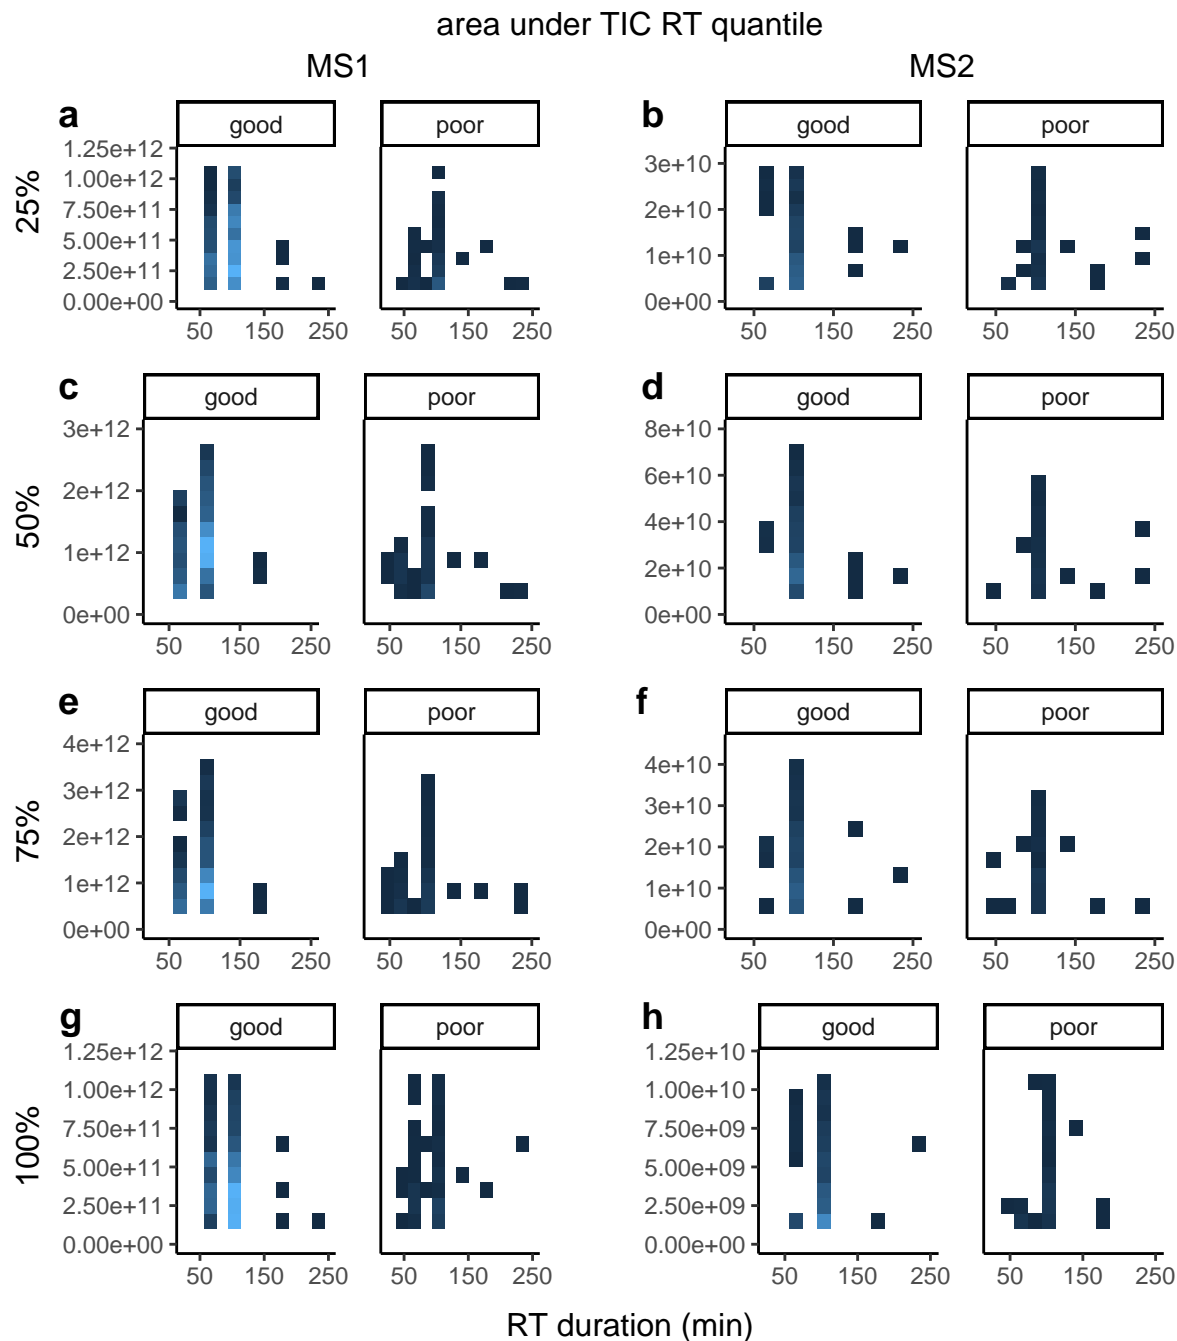 area under TIC RT quantile
MS1 MS2
a b
good poor good poor
25%
1.25e+12
1.00e+12
7.50e+11
5.00e+11
2.50e+11
0.00e+00
3e+10
2e+10
1e+10
0e+00
50 150 250 50 150 250 50 150 250 50 150 250
c d
good poor good poor
50%
3e+12
2e+12
1e+12
0e+00
8e+10
6e+10
4e+10
2e+10
0e+00
50 150 250 50 150 250 50 150 250 50 150 250
e f
good poor good poor
75%
4e+12
3e+12
2e+12
1e+12
0e+00
4e+10
3e+10
2e+10
1e+10
0e+00
50 150 250 50 150 250 50 150 250 50 150 250
g h
good poor good poor
100%
1.25e+12
1.00e+12
7.50e+11
5.00e+11
2.50e+11
0.00e+00
1.25e+10
1.00e+10
7.50e+09
5.00e+09
2.50e+09
0.00e+00
50 150 250 50 150 250 50 150 250 50 150 250
RT duration (min)